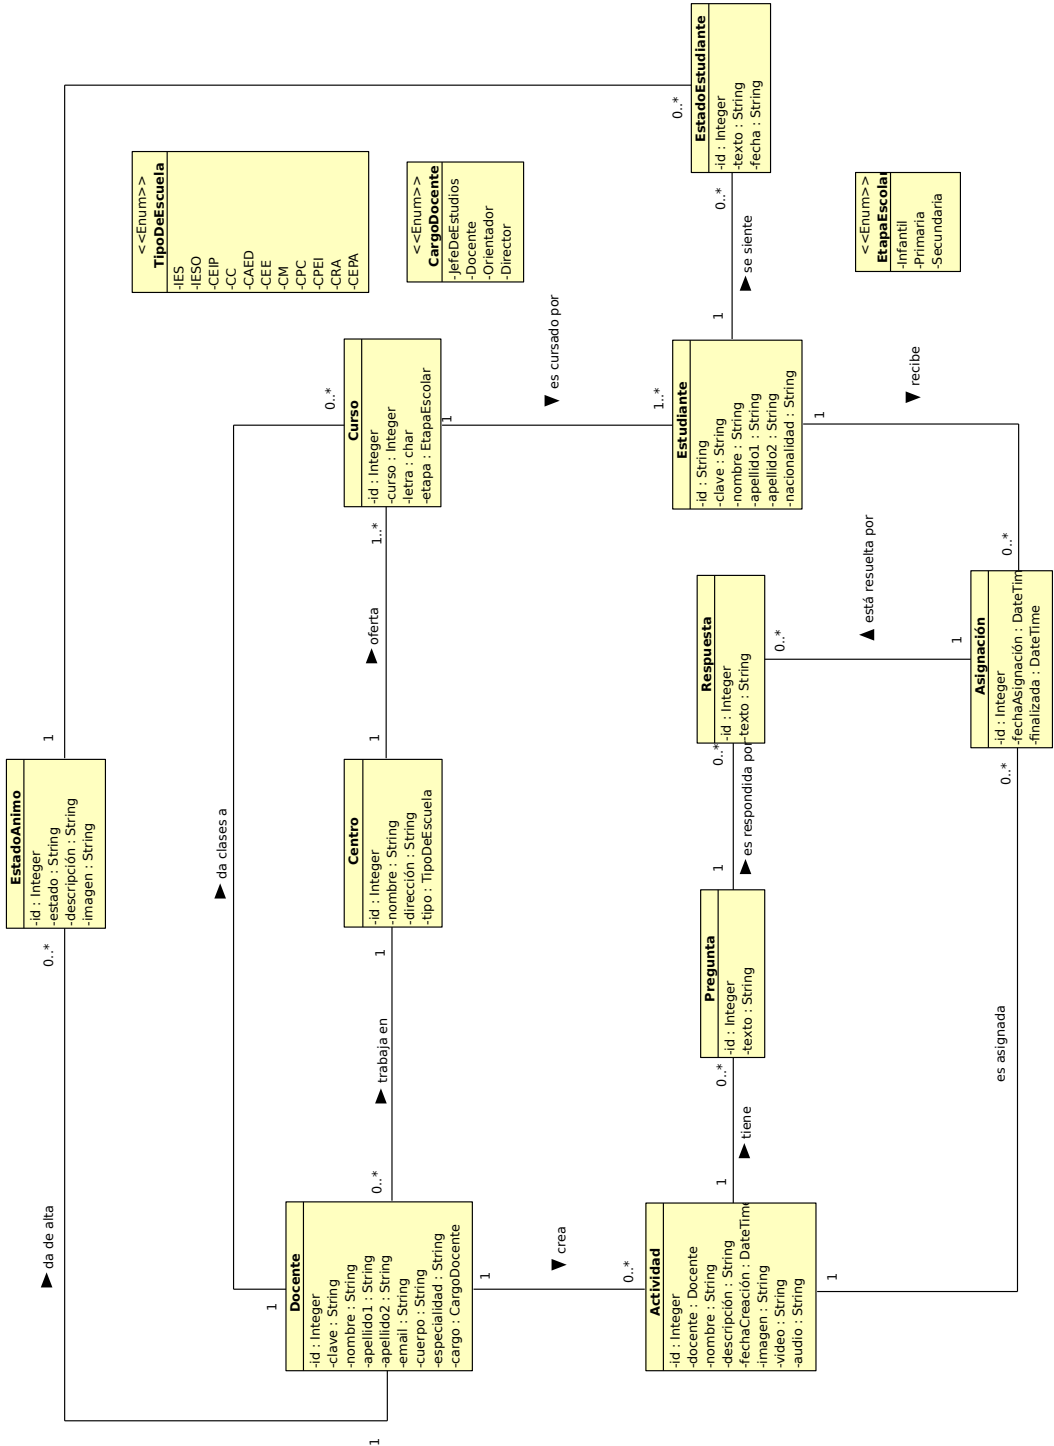 EstadoAnimo
-id : Integer
-estado : String
-descripción : String
-imagen : String
0..*
1
da de alta
1
0..*
<<Enum>>
TipoDeEscuela
-IES
-IESO
-CEIP
-CC
-CAED
-CEE
-CM
-CPC
-CPEI
-CRA
-CEPA
da clases a
1
0..*
Docente
-id : Integer
-clave : String
-nombre : String
-apellido1 : String
-apellido2 : String
-email : String
-cuerpo : String
-especialidad : String
-cargo : CargoDocente
0..*
trabaja en
1
Centro
-id : Integer
-nombre : String
-dirección : String
-tipo : TipoDeEscuela
1
oferta
1..*
Curso
-id : Integer
-curso : Integer
-letra : char
-etapa : EtapaEscolar
<<Enum>>
CargoDocente
-JefeDeEstudios
-Docente
-Orientador
-Director
1
crea
0..*
1
es cursado por
1..*
Actividad
-id : Integer
-docente : Docente
-nombre : String
-descripción : String
-fechaCreación : DateTime
-imagen : String
-video : String
-audio : String
1
tiene
0..*
Pregunta
-id : Integer
-texto : String
1
es respondida por
0..*
Respuesta
-id : Integer
-texto : String
Estudiante
-id : String
-clave : String
-nombre : String
-apellido1 : String
-apellido2 : String
-nacionalidad : String
1
se siente
0..*
EstadoEstudiante
-id : Integer
-texto : String
-fecha : String
0..*
está resuelta por
1
1
recibe
0..*
<<Enum>>
EtapaEscolar
-Infantil
-Primaria
-Secundaria
1
es asignada
0..*
Asignación
-id : Integer
-fechaAsignación : DateTim
-finalizada : DateTime